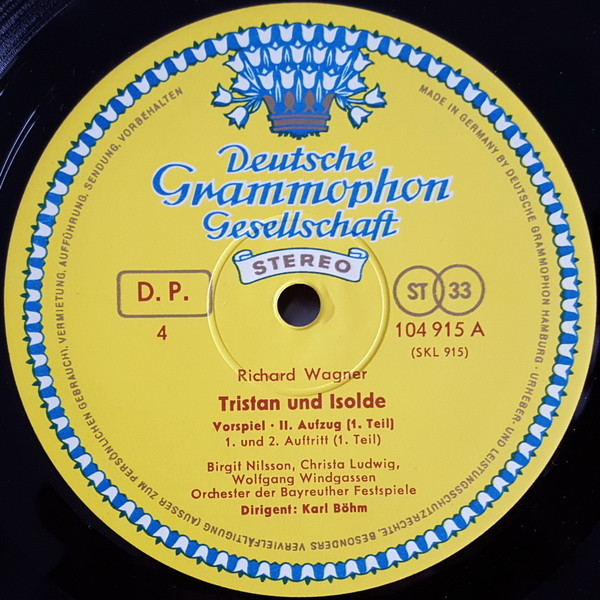 Deutsche
Grammophon
Gesellschaft
STEREO
D. P.
4
ST 33
104 915 A
(SKL 915)
Richard Wagner
Tristan und Isolde
Vorspiel · II. Aufzug (1. Teil)
1. und 2. Auftritt (1. Teil)
Birgit Nilsson, Christa Ludwig,
Wolfgang Windgassen
Orchester der Bayreuther Festspiele
Dirigent: Karl Böhm
MADE IN GERMANY BY DEUTSCHE GRAMMOPHON HAMBURG · URHEBER- UND LEISTUNGSSCHUTZRECHTE, BESONDERS VERVIELFÄLTIGUNG (AUSSER ZUM PERSÖNLICHEN GEBRAUCH), VERMIETUNG, AUFFÜHRUNG, SENDUNG, VORBEHALTEN